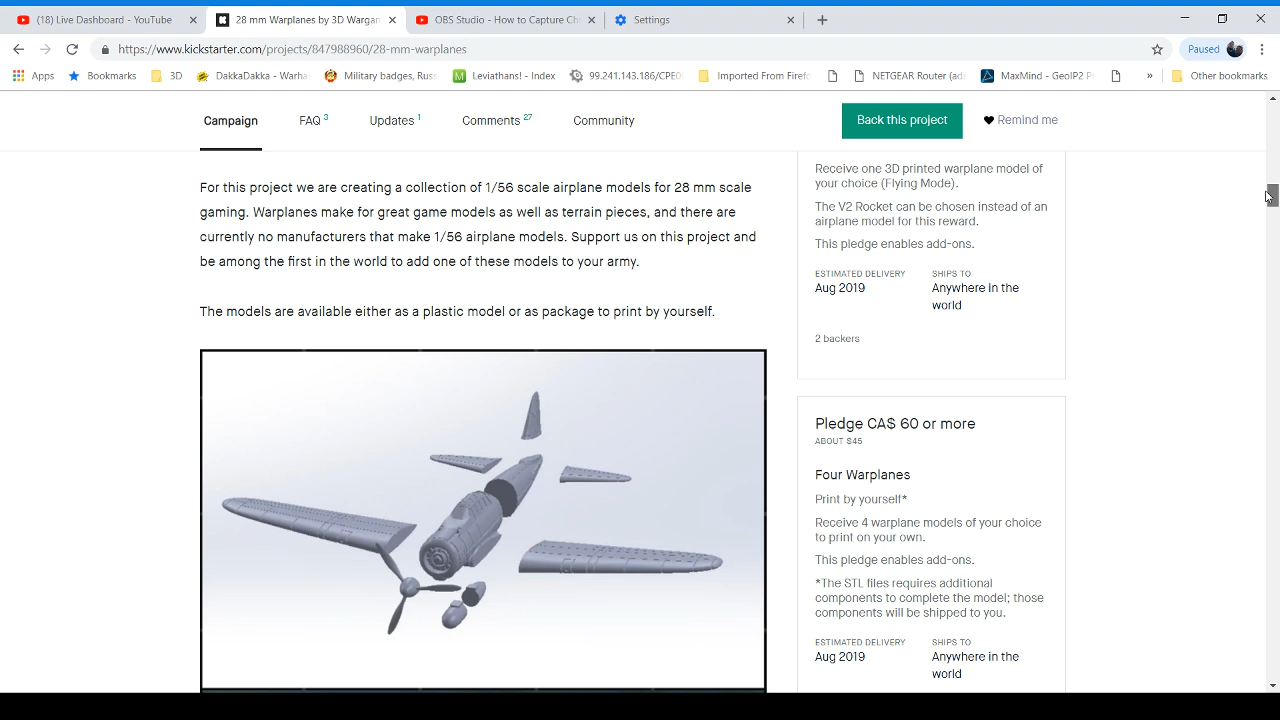 (18) Live Dashboard - YouTube
28 mm Warplanes by 3D Wargam
OBS Studio - How to Capture Ch
Settings
https://www.kickstarter.com/projects/847988960/28-mm-warplanes
Paused
Apps
Bookmarks
3D
DakkaDakka - Warha
Military badges, Russ
Leviathans! - Index
99.241.143.186/CPE0
Imported From Firefo
NETGEAR Router (ad
MaxMind - GeoIP2 P
»
Other bookmarks
Campaign
FAQ 3
Updates 1
Comments 27
Community
Back this project
Remind me
For this project we are creating a collection of 1/56 scale airplane models for 28 mm scale
gaming. Warplanes make for great game models as well as terrain pieces, and there are
currently no manufacturers that make 1/56 airplane models. Support us on this project and
be among the first in the world to add one of these models to your army.
The models are available either as a plastic model or as package to print by yourself.
Receive one 3D printed warplane model of
your choice (Flying Mode).
The V2 Rocket can be chosen instead of an
airplane model for this reward.
This pledge enables add-ons.
ESTIMATED DELIVERY
Aug 2019
SHIPS TO
Anywhere in the
world
2 backers
Pledge CA$ 60 or more
ABOUT $45
Four Warplanes
Print by yourself*
Receive 4 warplane models of your choice
to print on your own.
This pledge enables add-ons.
*The STL files requires additional
components to complete the model; those
components will be shipped to you.
ESTIMATED DELIVERY
Aug 2019
SHIPS TO
Anywhere in the
world